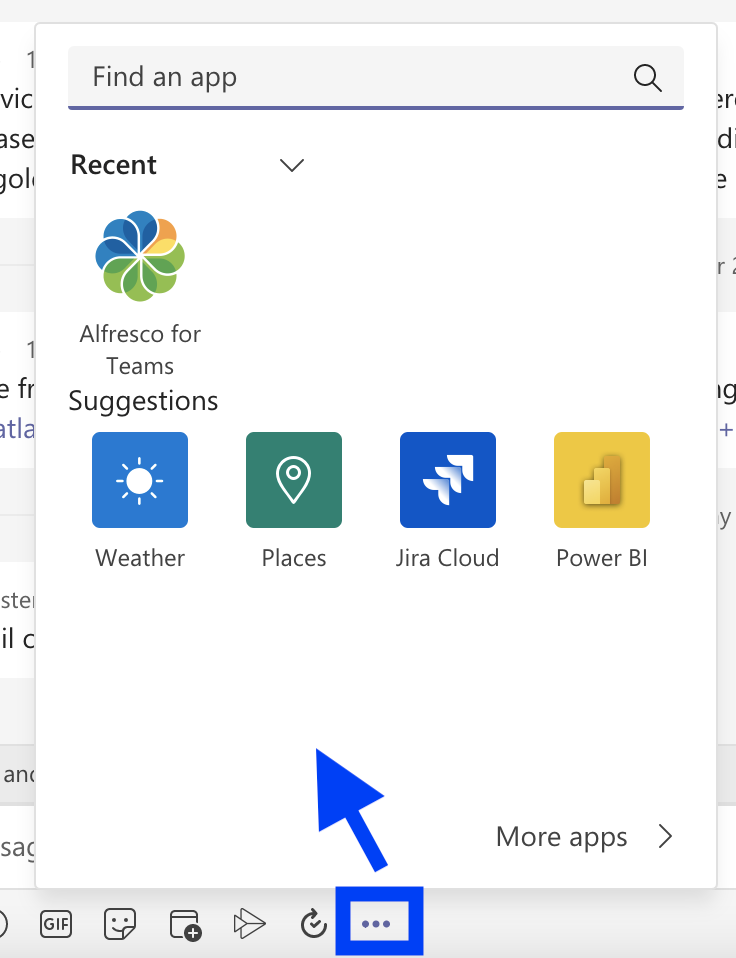 Find an app
Recent
Alfresco for
Teams
Suggestions
Weather
Places
Jira Cloud
Power BI
More apps
GIF